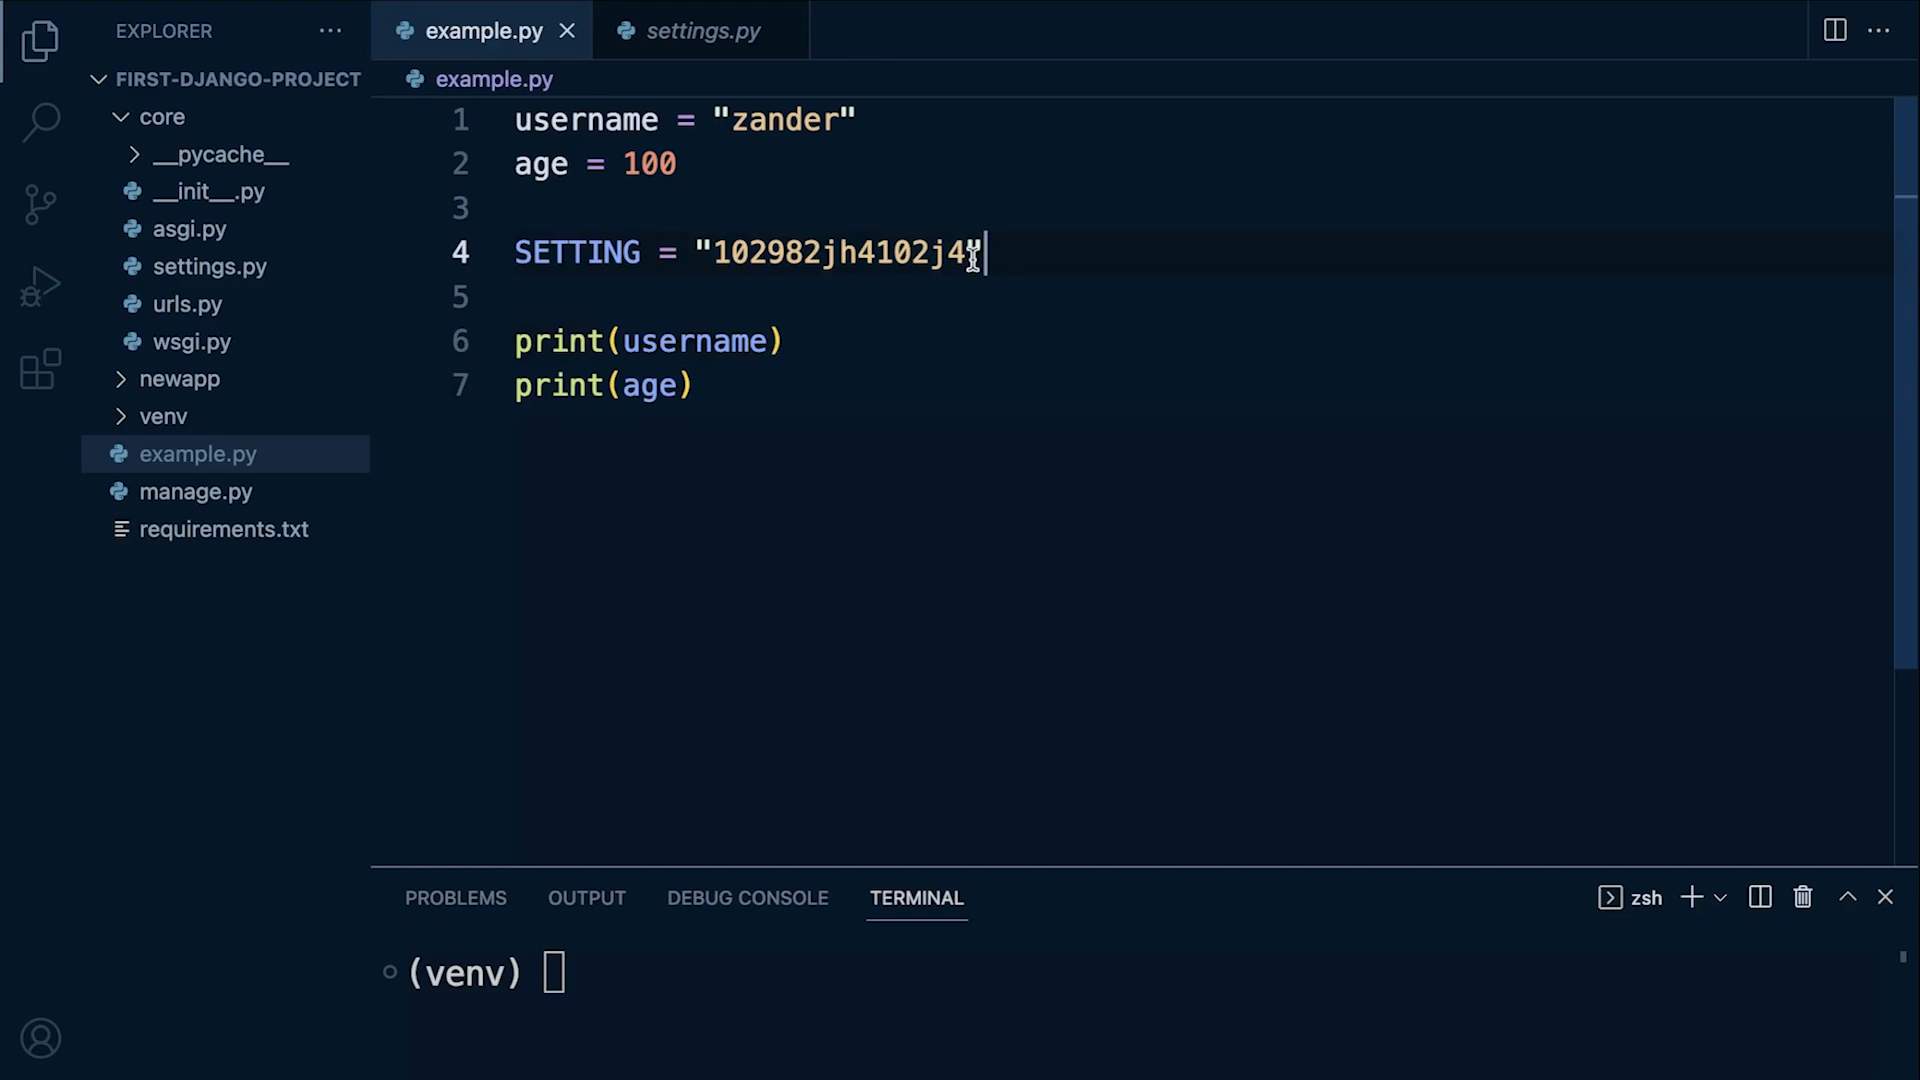 EXPLORER
FIRST-DJANGO-PROJECT
core
__pycache__
__init__.py
asgi.py
settings.py
urls.py
wsgi.py
newapp
venv
example.py
manage.py
requirements.txt
example.py
settings.py
example.py
1 username = "zander"
2 age = 100
3
4 SETTING = "102982jh4102j4"
5
6 print(username)
7 print(age)
PROBLEMS OUTPUT DEBUG CONSOLE TERMINAL
zsh
(venv)